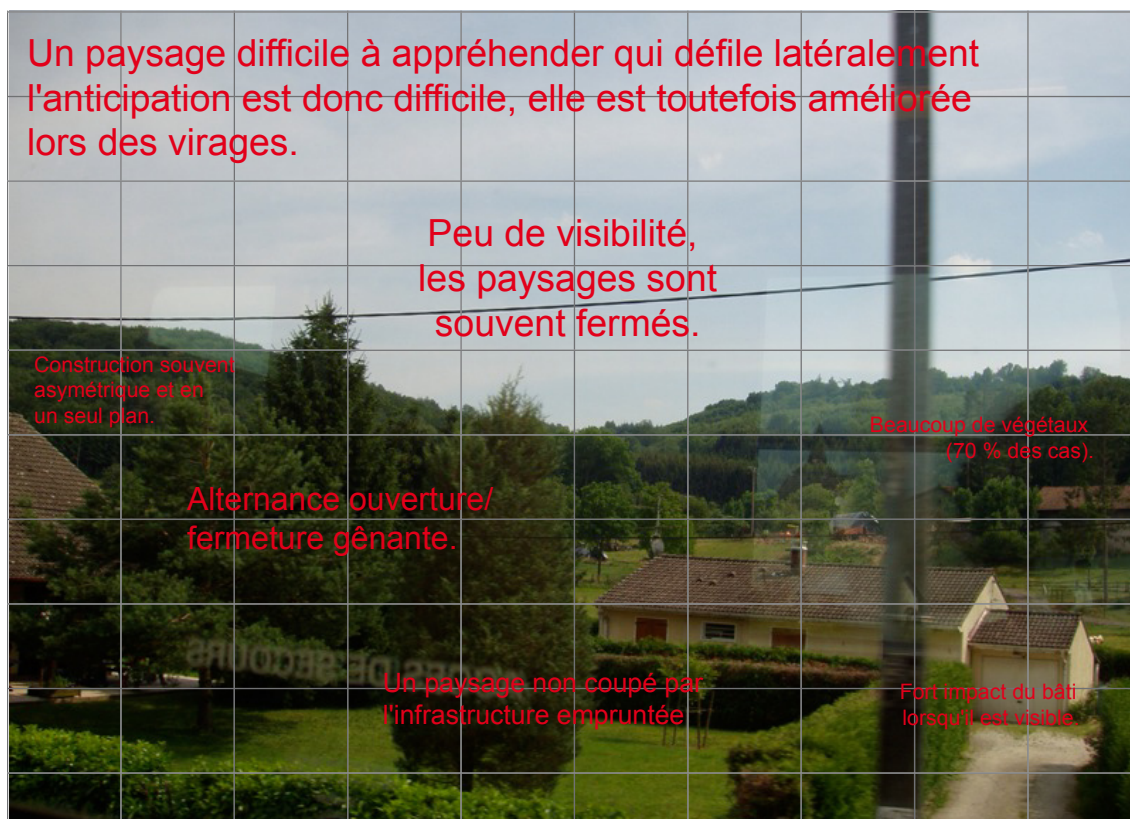 Un paysage difficile à appréhender qui défile latéralement
l'anticipation est donc difficile, elle est toutefois améliorée
lors des virages.
Peu de visibilité,
les paysages sont
souvent fermés.
Construction souvent
asymétrique et en
un seul plan.
Beaucoup de végétaux
(70 % des cas).
Alternance ouverture/
fermeture gênante.
DE SECOURS
Un paysage non coupé par
l'infrastructure empruntée
Fort impact du bâti
lorsqu'il est visible.